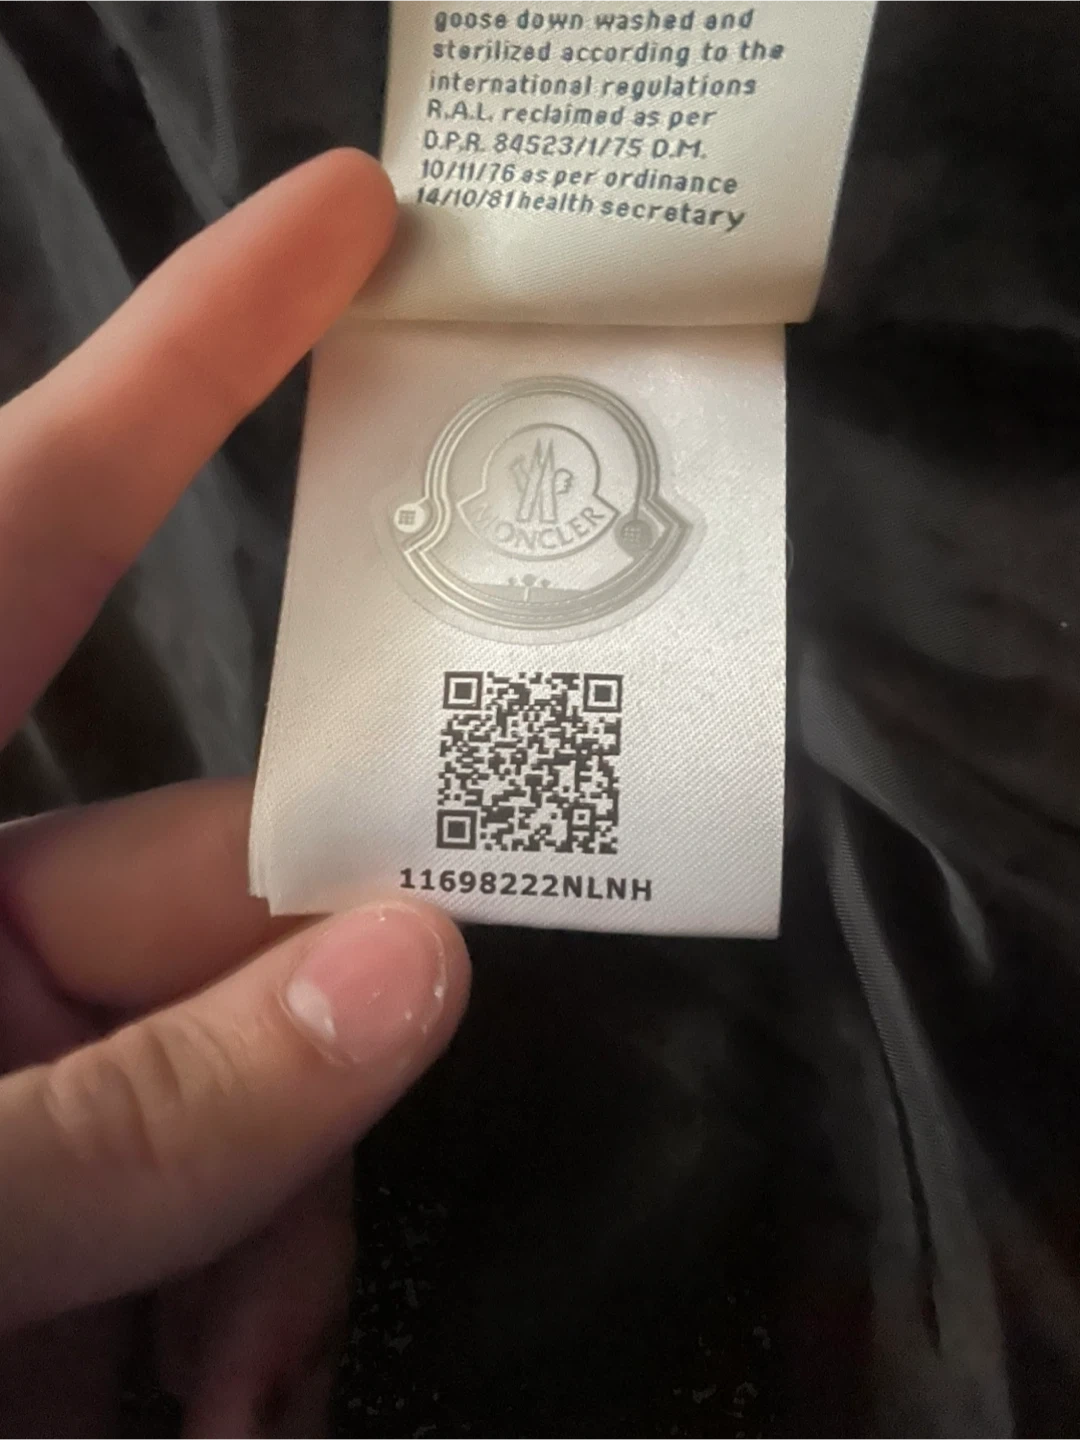 goose down washed and
sterilized according to the
international regulations
R.A.L. reclaimed as per
D.P.R. 84523/1/75 D.M.
10/11/76 as per ordinance
14/10/81 health secretary
MONCLER
11698222NLNH